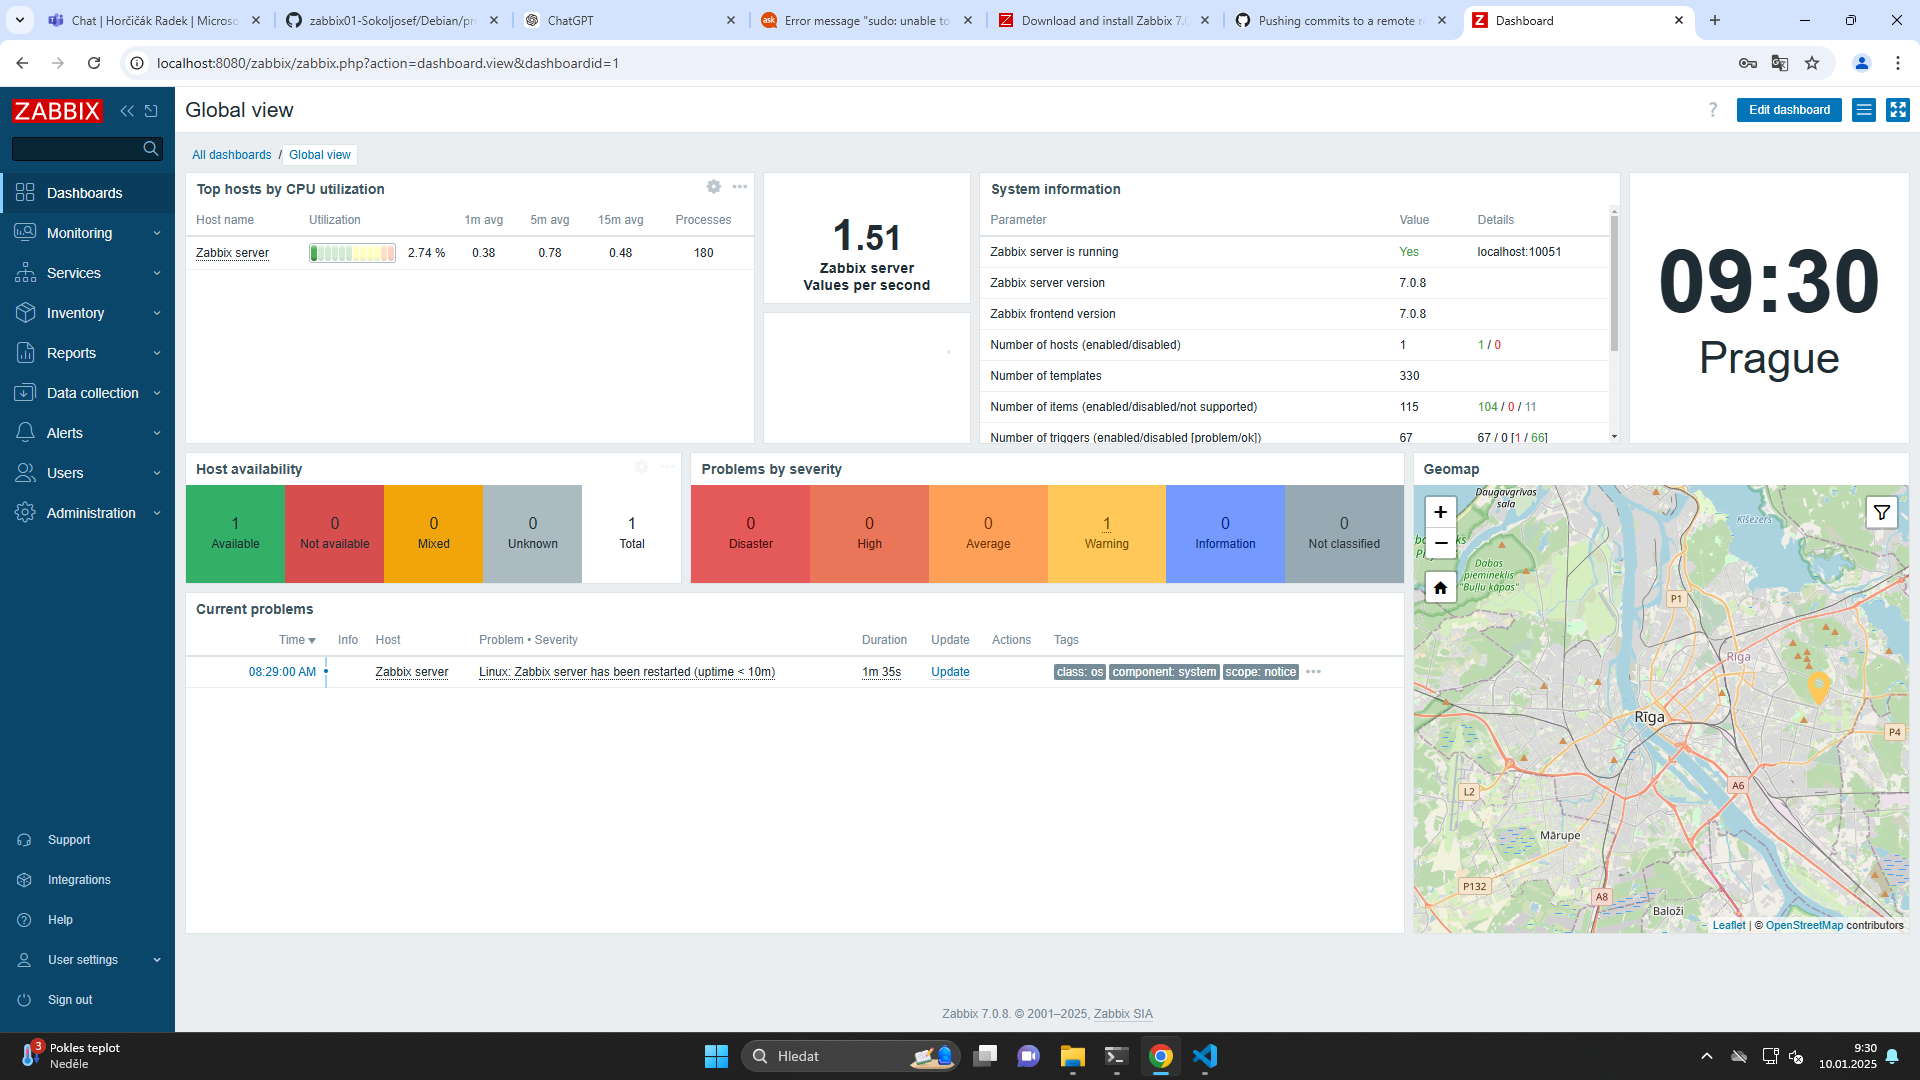 Chat | Horčičák Radek | Microso
zabbix01-Sokoljosef/Debian/pr
ChatGPT
Error message "sudo: unable to
Download and install Zabbix 7.0
Pushing commits to a remote re
Dashboard
localhost:8080/zabbix/zabbix.php?action=dashboard.view&dashboardid=1
ZABBIX
Global view
Edit dashboard
All dashboards / Global view
Dashboards
Monitoring
Services
Inventory
Reports
Data collection
Alerts
Users
Administration
Support
Integrations
Help
User settings
Sign out
Top hosts by CPU utilization
Host name Utilization 1m avg 5m avg 15m avg Processes
Zabbix server 2.74 % 0.38 0.78 0.48 180
1.51
Zabbix server
Values per second
System information
Parameter Value Details
Zabbix server is running Yes localhost:10051
Zabbix server version 7.0.8
Zabbix frontend version 7.0.8
Number of hosts (enabled/disabled) 1 1 / 0
Number of templates 330
Number of items (enabled/disabled/not supported) 115 104 / 0 / 11
Number of triggers (enabled/disabled [problem/ok]) 67 67 / 0 [1 / 66]
09:30
Prague
Host availability
1 Available
0 Not available
0 Mixed
0 Unknown
1 Total
Problems by severity
0 Disaster
0 High
0 Average
1 Warning
0 Information
0 Not classified
Current problems
Time Info Host Problem • Severity Duration Update Actions Tags
08:29:00 AM Zabbix server Linux: Zabbix server has been restarted (uptime < 10m) 1m 35s Update class: os component: system scope: notice
Geomap
+
−
Daugavgrīvas
sala
Ķīšezers
Dabas
piemineklis
"Buļļu kāpas"
P1
Rīga
Rīga
P4
A6
L2
Mārupe
P132
A8
Baloži
Leaflet | © OpenStreetMap contributors
Zabbix 7.0.8. © 2001–2025, Zabbix SIA
3
Pokles teplot
Neděle
Hledat
9:30
10.01.2025